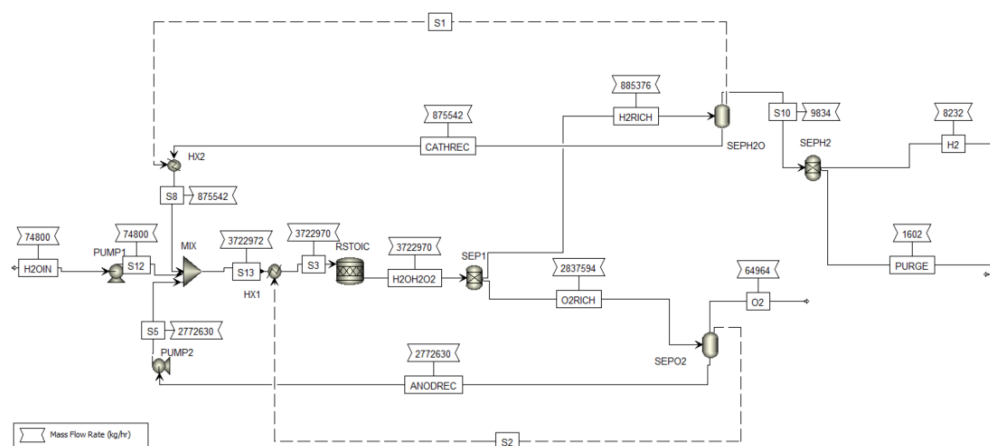 S1
885376
875542
S10
9834
8232
H2RICH
SEPH2O
SEPH2
H2
CATHREC
HX2
S8
875542
74800
74800
3722972
3722970
RSTOIC
3722970
1602
H2OIN
PUMP1
S12
MIX
S13
S3
H2OH2O2
SEP1
2837594
PURGE
HX1
64964
O2RICH
O2
S5
2772630
PUMP2
2772630
SEPO2
ANODREC
Mass Flow Rate (kg/hr)
S2